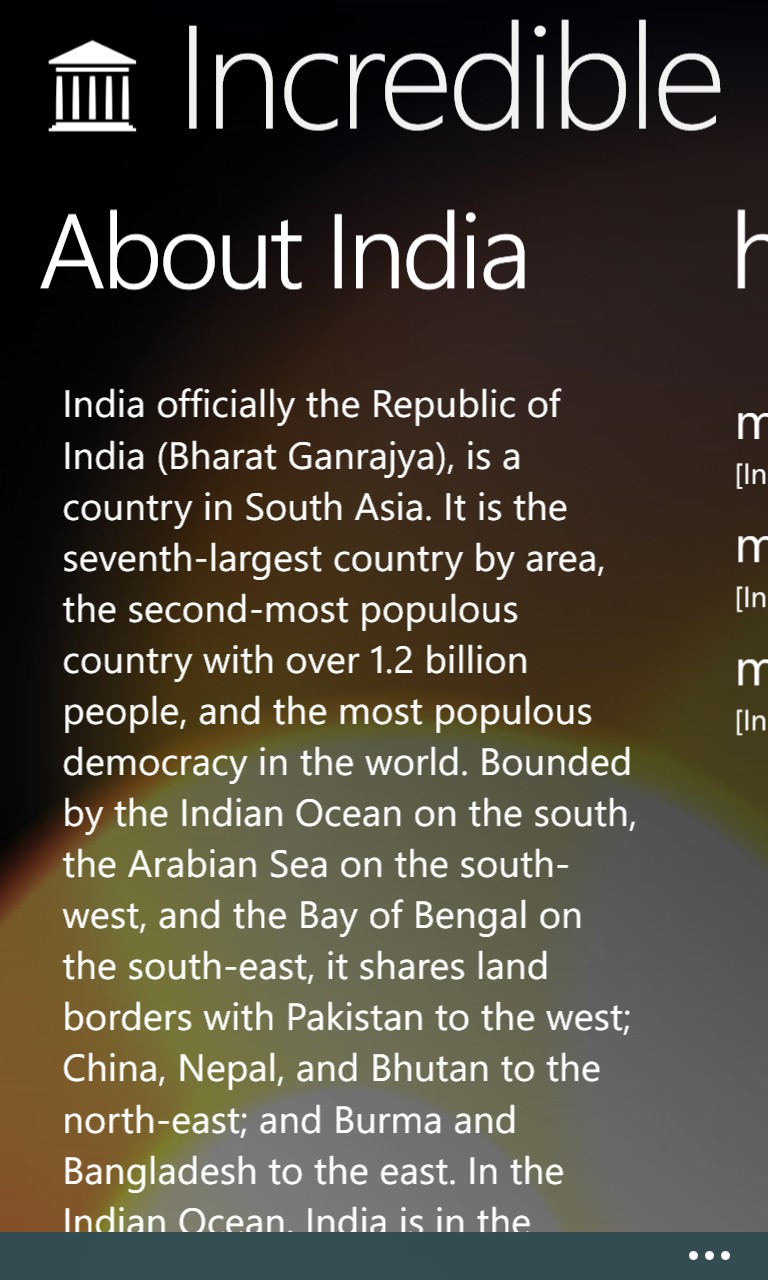 Incredible
About India
India officially the Republic of
India (Bharat Ganrajya), is a
country in South Asia. It is the
seventh-largest country by area,
the second-most populous
country with over 1.2 billion
people, and the most populous
democracy in the world. Bounded
by the Indian Ocean on the south,
the Arabian Sea on the south-
west, and the Bay of Bengal on
the south-east, it shares land
borders with Pakistan to the west;
China, Nepal, and Bhutan to the
north-east; and Burma and
Bangladesh to the east. In the
Indian Ocean, India is in the
h
m
[In
m
[In
m
[In